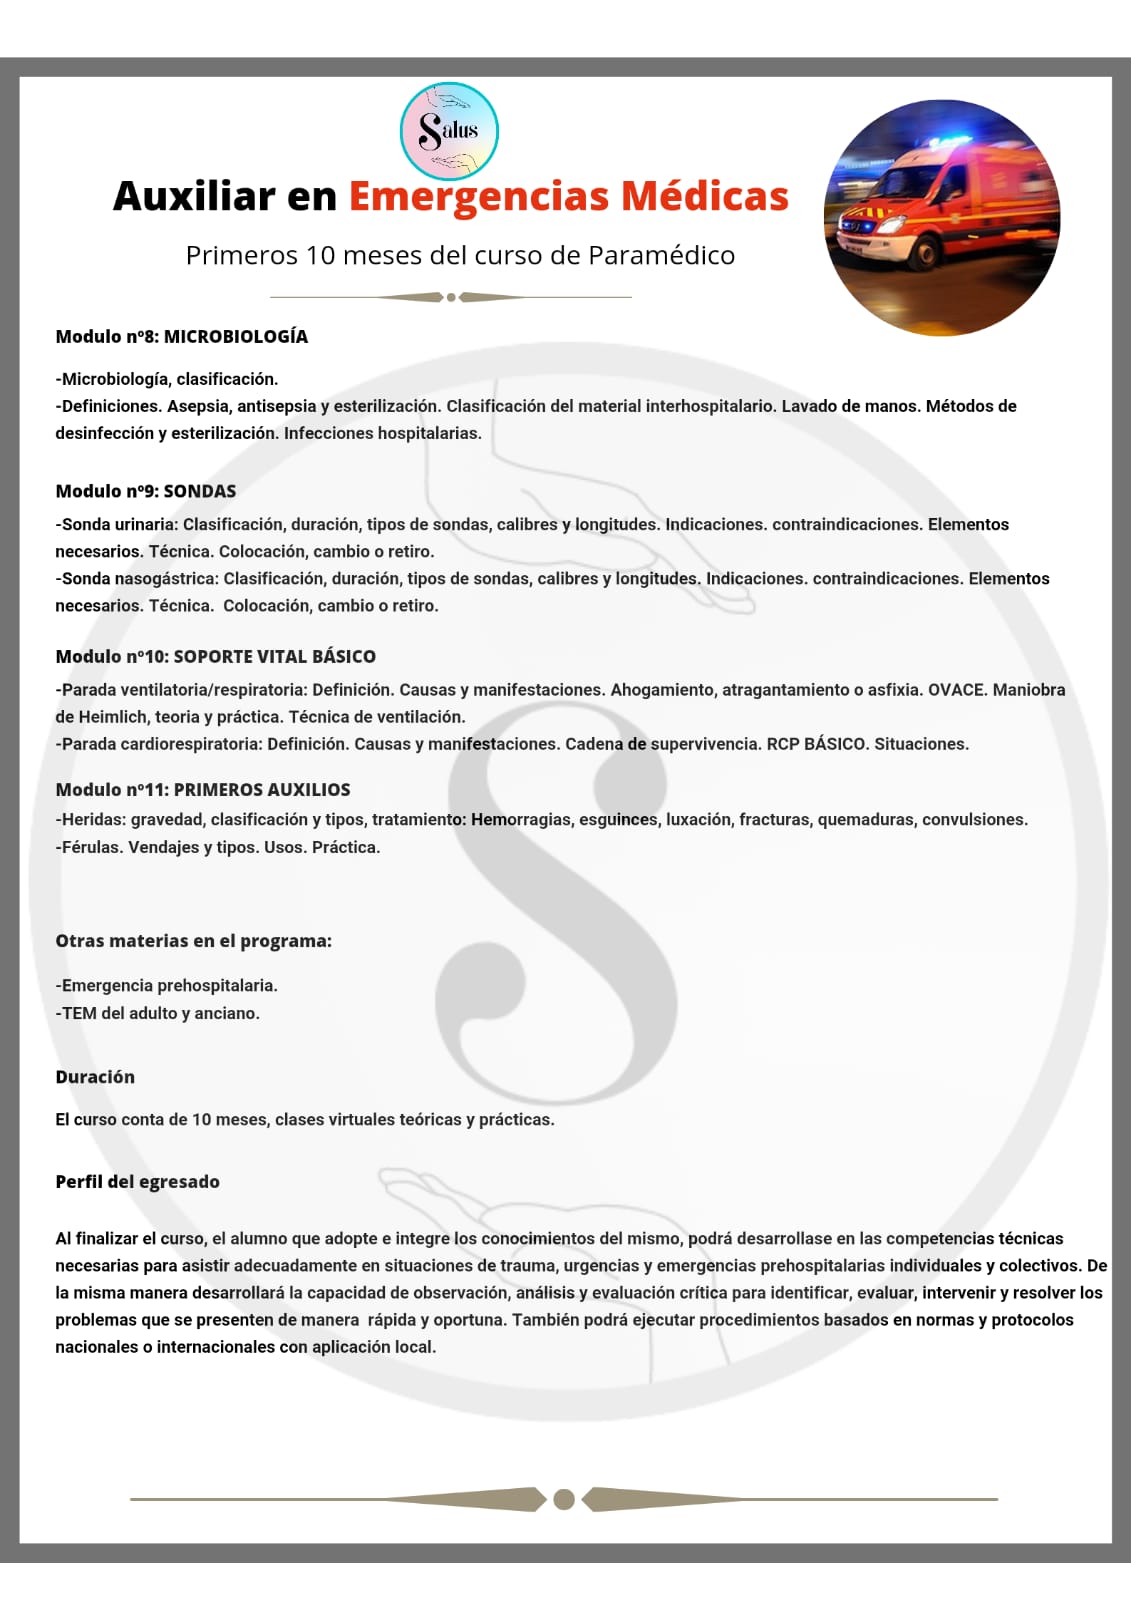 Salus
Auxiliar en Emergencias Médicas
Primeros 10 meses del curso de Paramédico
Modulo nº8: MICROBIOLOGÍA
-Microbiología, clasificación.
-Definiciones. Asepsia, antisepsia y esterilización. Clasificación del material interhospitalario. Lavado de manos. Métodos de
desinfección y esterilización. Infecciones hospitalarias.
Modulo nº9: SONDAS
-Sonda urinaria: Clasificación, duración, tipos de sondas, calibres y longitudes. Indicaciones. contraindicaciones. Elementos
necesarios. Técnica. Colocación, cambio o retiro.
-Sonda nasogástrica: Clasificación, duración, tipos de sondas, calibres y longitudes. Indicaciones. contraindicaciones. Elementos
necesarios. Técnica.  Colocación, cambio o retiro.
Modulo nº10: SOPORTE VITAL BÁSICO
-Parada ventilatoria/respiratoria: Definición. Causas y manifestaciones. Ahogamiento, atragantamiento o asfixia. OVACE. Maniobra
de Heimlich, teoria y práctica. Técnica de ventilación.
-Parada cardiorespiratoria: Definición. Causas y manifestaciones. Cadena de supervivencia. RCP BÁSICO. Situaciones.
Modulo nº11: PRIMEROS AUXILIOS
-Heridas: gravedad, clasificación y tipos, tratamiento: Hemorragias, esguinces, luxación, fracturas, quemaduras, convulsiones.
-Férulas. Vendajes y tipos. Usos. Práctica.
Otras materias en el programa:
-Emergencia prehospitalaria.
-TEM del adulto y anciano.
Duración
El curso conta de 10 meses, clases virtuales teóricas y prácticas.
Perfil del egresado
Al finalizar el curso, el alumno que adopte e integre los conocimientos del mismo, podrá desarrollase en las competencias técnicas
necesarias para asistir adecuadamente en situaciones de trauma, urgencias y emergencias prehospitalarias individuales y colectivos. De
la misma manera desarrollará la capacidad de observación, análisis y evaluación crítica para identificar, evaluar, intervenir y resolver los
problemas que se presenten de manera  rápida y oportuna. También podrá ejecutar procedimientos basados en normas y protocolos
nacionales o internacionales con aplicación local.
S